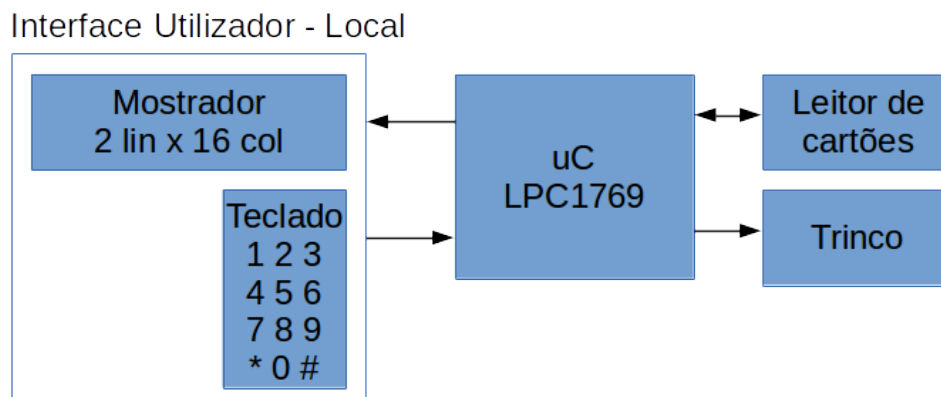 Interface Utilizador - Local
Mostrador
2 lin x 16 col
Teclado
1 2 3
4 5 6
7 8 9
* 0 #
uC
LPC1769
Leitor de
cartões
Trinco